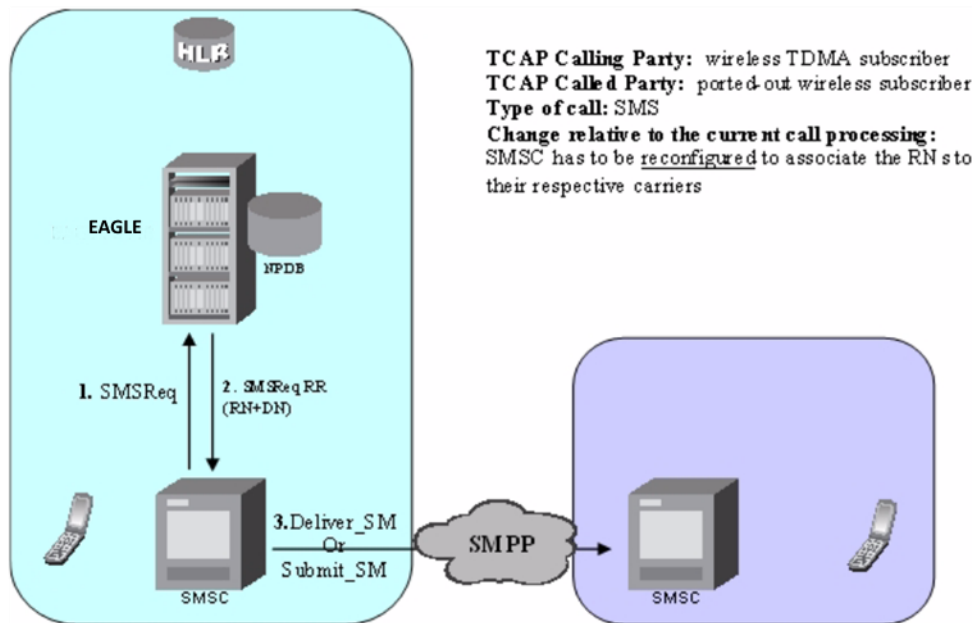 HLR
TCAP Calling Party: wireless TDMA subscriber
TCAP Called Party: ported-out wireless subscriber
Type of call: SMS
Change relative to the current call processing:
SMSC has to be reconfigured to associate the RNs to
their respective carriers
EAGLE
NPDB
1. SMSReq
2. SMSReq RR
(RN+DN)
3.Deliver_SM
Or
Submit_SM
SMPP
SMSC
SMSC